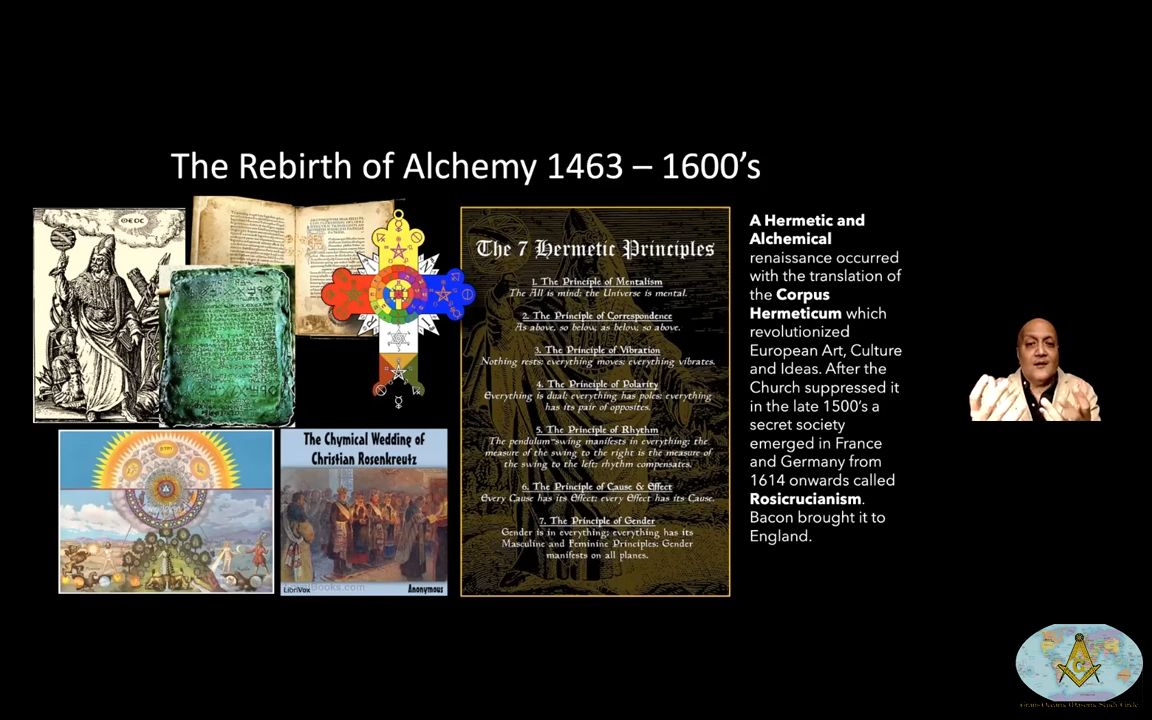 The Rebirth of Alchemy 1463 – 1600's
ΘΕΟΣ
The Chymical Wedding of
Christian Rosenkreutz
LibriVox
Books.com
Anonymous
The 7 Hermetic Principles
1. The Principle of Mentalism
The All is mind; the Universe is mental.
2. The Principle of Correspondence
As above, so below, as below, so above.
3. The Principle of Vibration
Nothing rests; everything moves; everything vibrates.
4. The Principle of Polarity
Everything is dual; everything has poles; everything
has its pair of opposites.
5. The Principle of Rhythm
The pendulum-swing manifests in everything; the
measure of the swing to the right is the measure of
the swing to the left; rhythm compensates.
6. The Principle of Cause & Effect
Every Cause has its Effect; every Effect has its Cause.
7. The Principle of Gender
Gender is in everything; everything has its
Masculine and Feminine Principles; Gender
manifests on all planes.
A Hermetic and
Alchemical
renaissance occurred
with the translation of
the Corpus
Hermeticum which
revolutionized
European Art, Culture
and Ideas. After the
Church suppressed it
in the late 1500's a
secret society
emerged in France
and Germany from
1614 onwards called
Rosicrucianism.
Bacon brought it to
England.
G
Masonic Study Circle